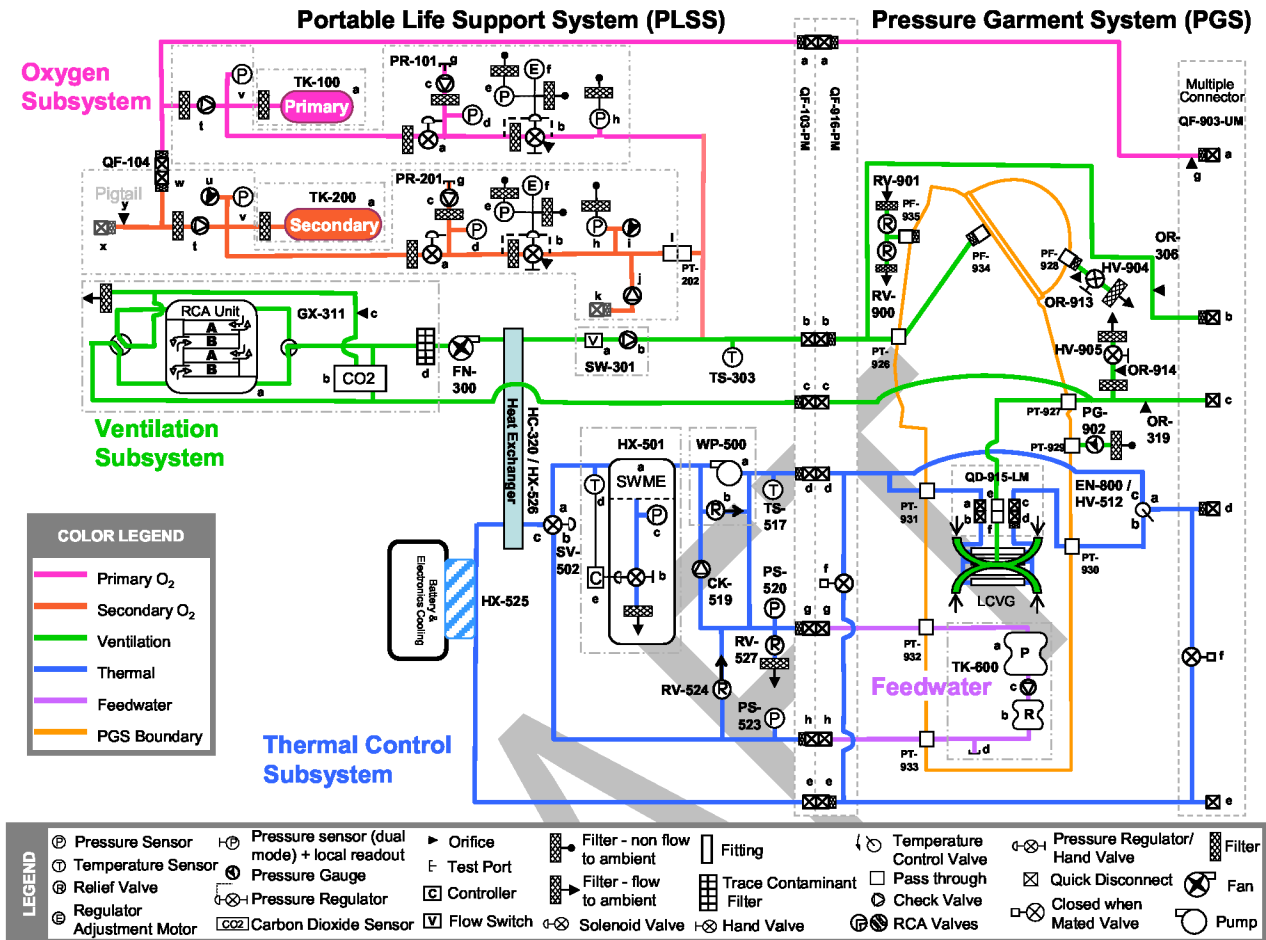 Portable Life Support System (PLSS)
Pressure Garment System (PGS)
Oxygen
Subsystem
TK-100
Primary
a
v
t
P
PR-101
g
c
d
a
e
E
f
b
h
QF-104
w
Pigtail
y
x
u
v
t
TK-200
Secondary
a
PR-201
g
c
d
a
e
E
f
b
h
i
j
k
l
PT-
202
QF-103-PM
QF-916-PM
a
a
Multiple
Connector
QF-903-UM
a
g
RCA Unit
A
B
A
B
a
GX-311
c
b
CO2
d
FN-
300
Heat Exchanger
HC-320 / HX-526
V
a
b
SW-301
T
TS-303
b
b
c
c
Ventilation
Subsystem
RV-901
R
R
RV-
900
PF-
935
PF-
934
PF-
928
HV-904
OR-913
OR-
306
PT-
926
HV-905
OR-914
PT-927
OR-
319
PT-929
PG-
902
b
c
COLOR LEGEND
Primary O2
Secondary O2
Ventilation
Thermal
Feedwater
PGS Boundary
Battery &
Electronics Cooling
HX-525
SV-
502
c
b
a
HX-501
a
SWME
T
d
P
c
C
e
b
WP-500
a
R
b
T
TS-
517
CK-
519
PS-
520
P
RV-
527
R
RV-524
R
PS-
523
P
d
d
g
g
h
h
e
e
f
PT-
931
QD-915-LM
a
b
e
f
c
d
LCVG
EN-800 /
HV-512
c
a
b
PT-
930
d
PT-
932
TK-600
a
P
c
b
R
d
Feedwater
PT-
933
f
e
Thermal Control
Subsystem
LEGEND
P Pressure Sensor
T Temperature Sensor
R Relief Valve
E Regulator
Adjustment Motor
Pressure sensor (dual
mode) + local readout
Pressure Gauge
Pressure Regulator
CO2 Carbon Dioxide Sensor
Orifice
Test Port
C Controller
V Flow Switch
Filter - non flow
to ambient
Filter - flow
to ambient
Solenoid Valve
Fitting
Trace Contaminant
Filter
Hand Valve
Temperature
Control Valve
Pass through
Check Valve
RCA Valves
Pressure Regulator/
Hand Valve
Quick Disconnect
Closed when
Mated Valve
Filter
Fan
Pump